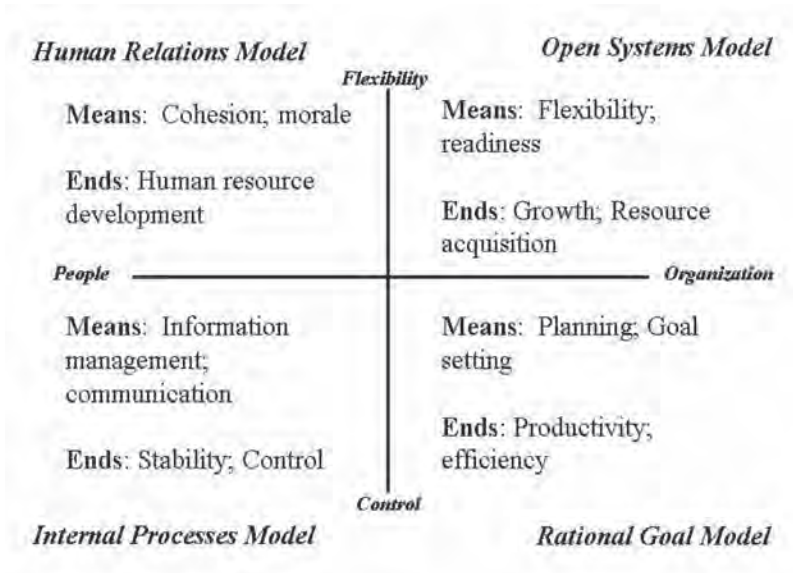 Human Relations Model
Open Systems Model
Flexibility
Means: Cohesion; morale
Ends: Human resource
development
Means: Flexibility;
readiness
Ends: Growth; Resource
acquisition
People
Organization
Means: Information
management;
communication
Ends: Stability; Control
Means: Planning; Goal
setting
Ends: Productivity;
efficiency
Control
Internal Processes Model
Rational Goal Model